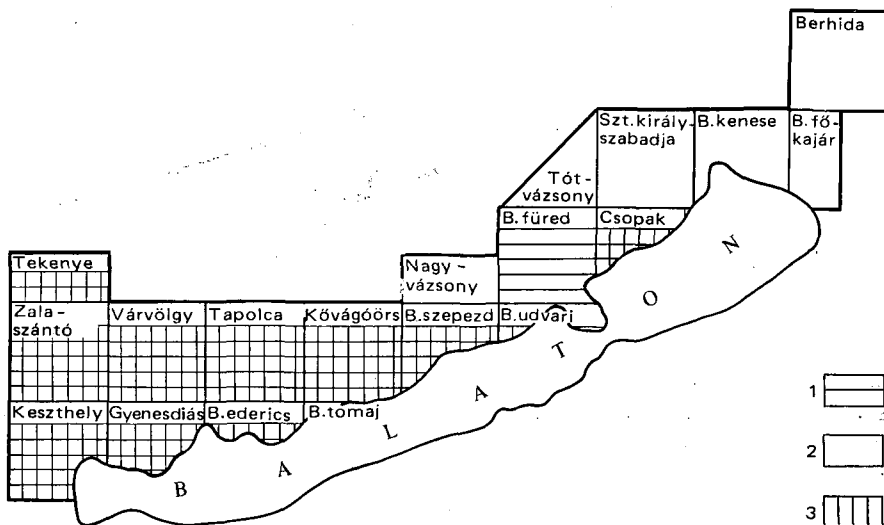 Berhida
Szt.király-
szabadja
B.kenese
B.fő-
kajár
Tót-
vázsony
B.füred
Csopak
Tekenye
Nagy-
vázsony
Zala-
szántó
Várvölgy
Tapolca
Kővágóörs
B.szepezd
B.udvari
Keszthely
Gyenesdiás
B.ederics
B.tomaj
B A L A T O N
1
2
3